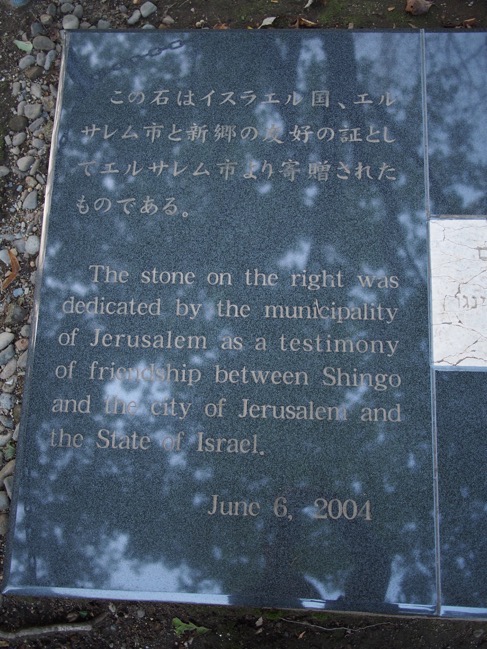 この石はイスラエル国、エル
サレム市と新郷の友好の証とし
てエルサレム市より寄贈された
ものである。
The stone on the right was
dedicated by the municipality
of Jerusalem as a testimony
of friendship between Shingo
and the city of Jerusalem and
the State of Israel.
June 6, 2004